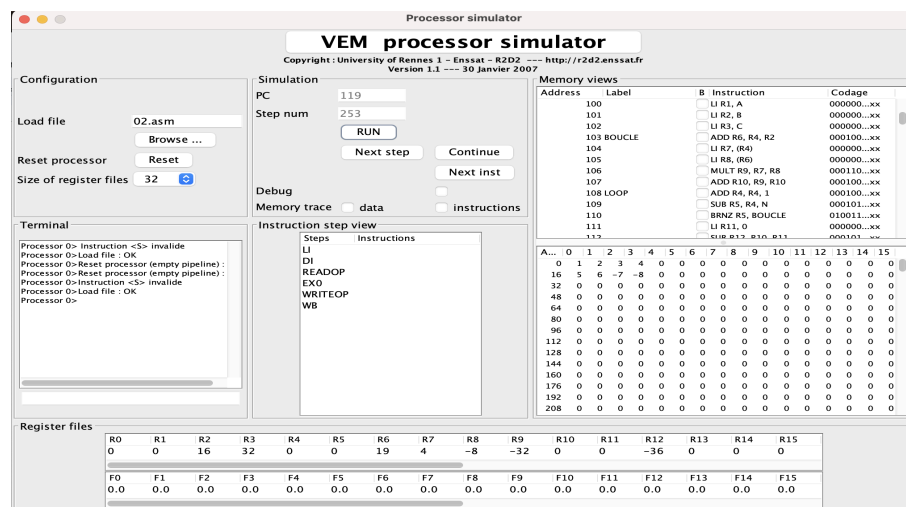 Processor simulator
VEM processor simulator
Copyright : University of Rennes 1 - Enssat - R2D2 --- http://r2d2.enssat.fr
Version 1.1 --- 30 Janvier 2007
Configuration
Load file 02.asm
Browse ...
Reset processor Reset
Size of register files 32
Simulation
PC 119
Step num 253
RUN
Next step Continue
Next inst
Debug
Memory trace data instructions
Memory views
Address Label B Instruction Codage
100 LI R1, A 000000...xx
101 LI R2, B 000000...xx
102 LI R3, C 000000...xx
103 BOUCLE ADD R6, R4, R2 000100...xx
104 LI R7, (R4) 000000...xx
105 LI R8, (R6) 000000...xx
106 MULT R9, R7, R8 000110...xx
107 ADD R10, R9, R10 000100...xx
108 LOOP ADD R4, R4, 1 000100...xx
109 SUB R5, R4, N 000101...xx
110 BRNZ R5, BOUCLE 010011...xx
111 LI R11, 0 000000...xx
112 SUB R12, R10, R11 000101...xx
Terminal
Processor 0> Instruction <S> invalide
Processor 0>Load file : OK
Processor 0>Reset processor (empty pipeline) :
Processor 0>Reset processor (empty pipeline) :
Processor 0>Instruction <S> invalide
Processor 0>Load file : OK
Processor 0>
Instruction step view
Steps Instructions
LI
DI
READOP
EX0
WRITEOP
WB
A... 0 1 2 3 4 5 6 7 8 9 10 11 12 13 14 15
0 1 2 3 4 0 0 0 0 0 0 0 0 0 0 0 0
16 5 6 -7 -8 0 0 0 0 0 0 0 0 0 0 0 0
32 0 0 0 0 0 0 0 0 0 0 0 0 0 0 0 0
48 0 0 0 0 0 0 0 0 0 0 0 0 0 0 0 0
64 0 0 0 0 0 0 0 0 0 0 0 0 0 0 0 0
80 0 0 0 0 0 0 0 0 0 0 0 0 0 0 0 0
96 0 0 0 0 0 0 0 0 0 0 0 0 0 0 0 0
112 0 0 0 0 0 0 0 0 0 0 0 0 0 0 0 0
128 0 0 0 0 0 0 0 0 0 0 0 0 0 0 0 0
144 0 0 0 0 0 0 0 0 0 0 0 0 0 0 0 0
160 0 0 0 0 0 0 0 0 0 0 0 0 0 0 0 0
176 0 0 0 0 0 0 0 0 0 0 0 0 0 0 0 0
192 0 0 0 0 0 0 0 0 0 0 0 0 0 0 0 0
208 0 0 0 0 0 0 0 0 0 0 0 0 0 0 0 0
Register files
R0 R1 R2 R3 R4 R5 R6 R7 R8 R9 R10 R11 R12 R13 R14 R15
0 0 16 32 0 0 19 4 -8 -32 0 0 -36 0 0 0
F0 F1 F2 F3 F4 F5 F6 F7 F8 F9 F10 F11 F12 F13 F14 F15
0.0 0.0 0.0 0.0 0.0 0.0 0.0 0.0 0.0 0.0 0.0 0.0 0.0 0.0 0.0 0.0